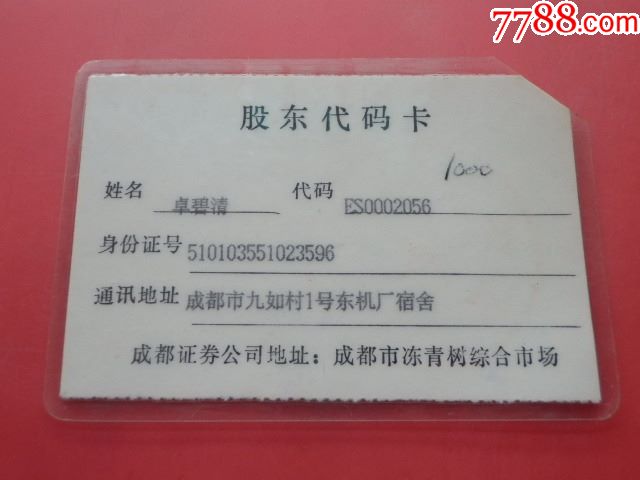 7788.com
股东代码卡
1000
姓名 卓碧清 代码 ES0002056
身份证号 510103551023596
通讯地址 成都市九如村1号东机厂宿舍
成都证券公司地址：成都市冻青树综合市场